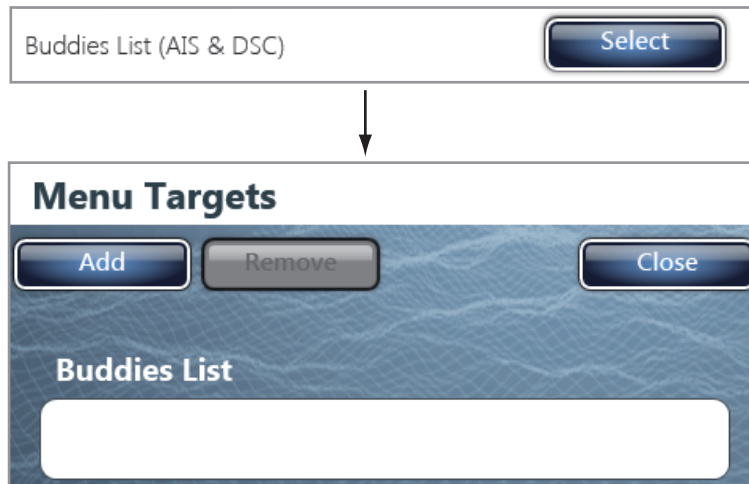 Buddies List (AIS & DSC) Select
Menu Targets
Add Remove Close
Buddies List